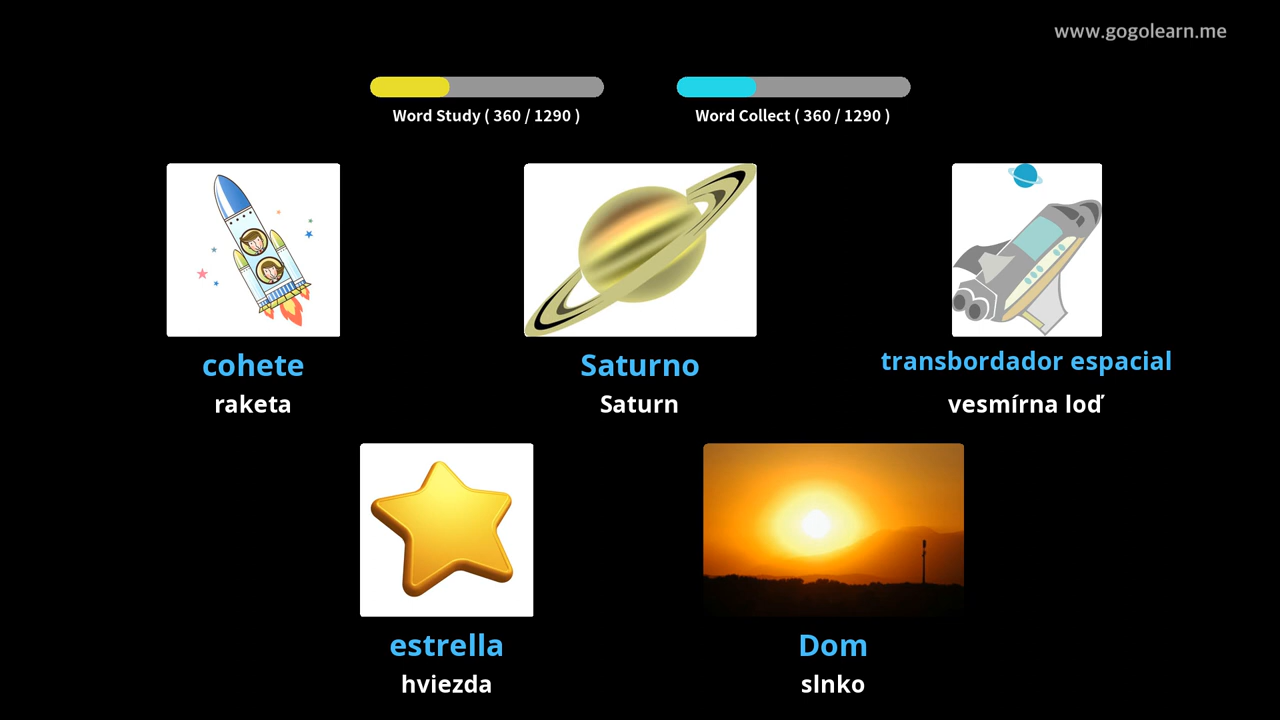 www.gogolearn.me
Word Study ( 360 / 1290 )
Word Collect ( 360 / 1290 )
cohete
raketa
Saturno
Saturn
transbordador espacial
vesmírna loď
estrella
hviezda
Dom
slnko